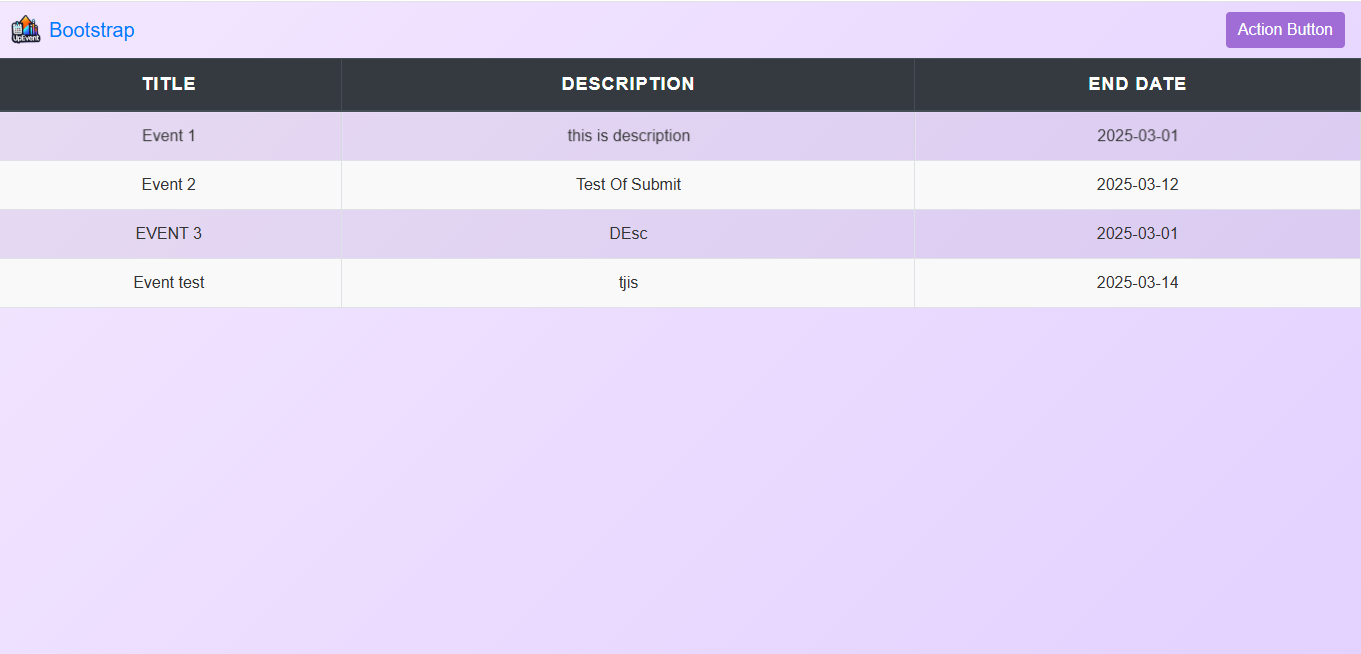 UpEvent
Bootstrap
Action Button
TITLE DESCRIPTION END DATE
Event 1 this is description 2025-03-01
Event 2 Test Of Submit 2025-03-12
EVENT 3 DEsc 2025-03-01
Event test tjis 2025-03-14